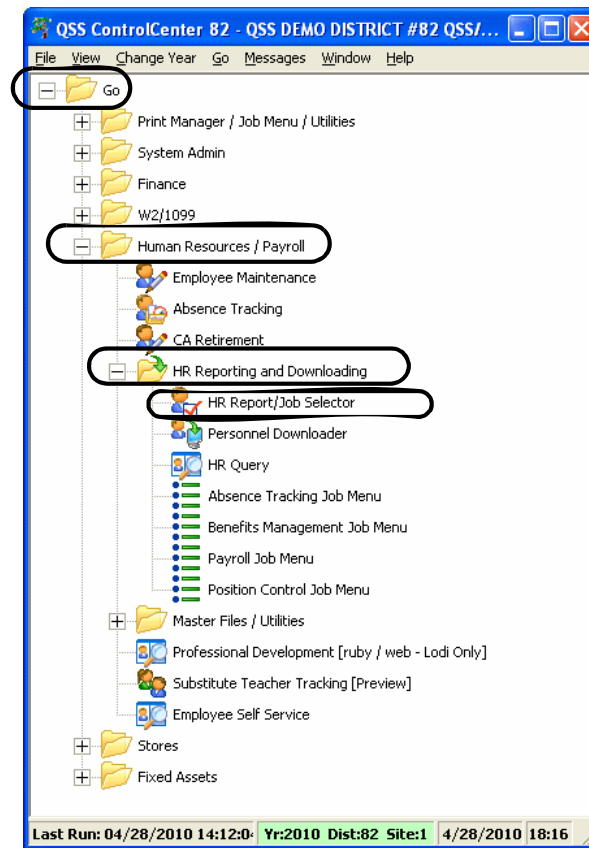 QSS ControlCenter 82 - QSS DEMO DISTRICT #82 QSS/...
File View Change Year Go Messages Window Help
Go
Print Manager / Job Menu / Utilities
System Admin
Finance
W2/1099
Human Resources / Payroll
Employee Maintenance
Absence Tracking
CA Retirement
HR Reporting and Downloading
HR Report/Job Selector
Personnel Downloader
HR Query
Absence Tracking Job Menu
Benefits Management Job Menu
Payroll Job Menu
Position Control Job Menu
Master Files / Utilities
Professional Development [ruby / web - Lodi Only]
Substitute Teacher Tracking [Preview]
Employee Self Service
Stores
Fixed Assets
Last Run: 04/28/2010 14:12:0 Yr:2010 Dist:82 Site:1 4/28/2010 18:16